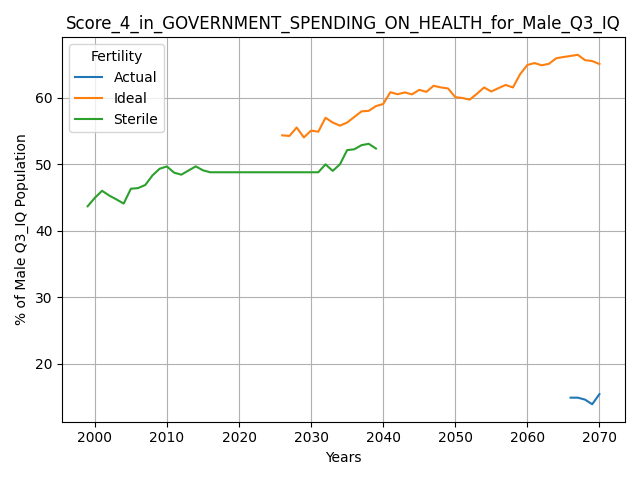 Score_4_in_GOVERNMENT_SPENDING_ON_HEALTH_for_Male_Q3_IQ
Fertility
Actual
Ideal
Sterile
% of Male Q3_IQ Population
60
50
40
30
20
2000 2010 2020 2030 2040 2050 2060 2070
Years